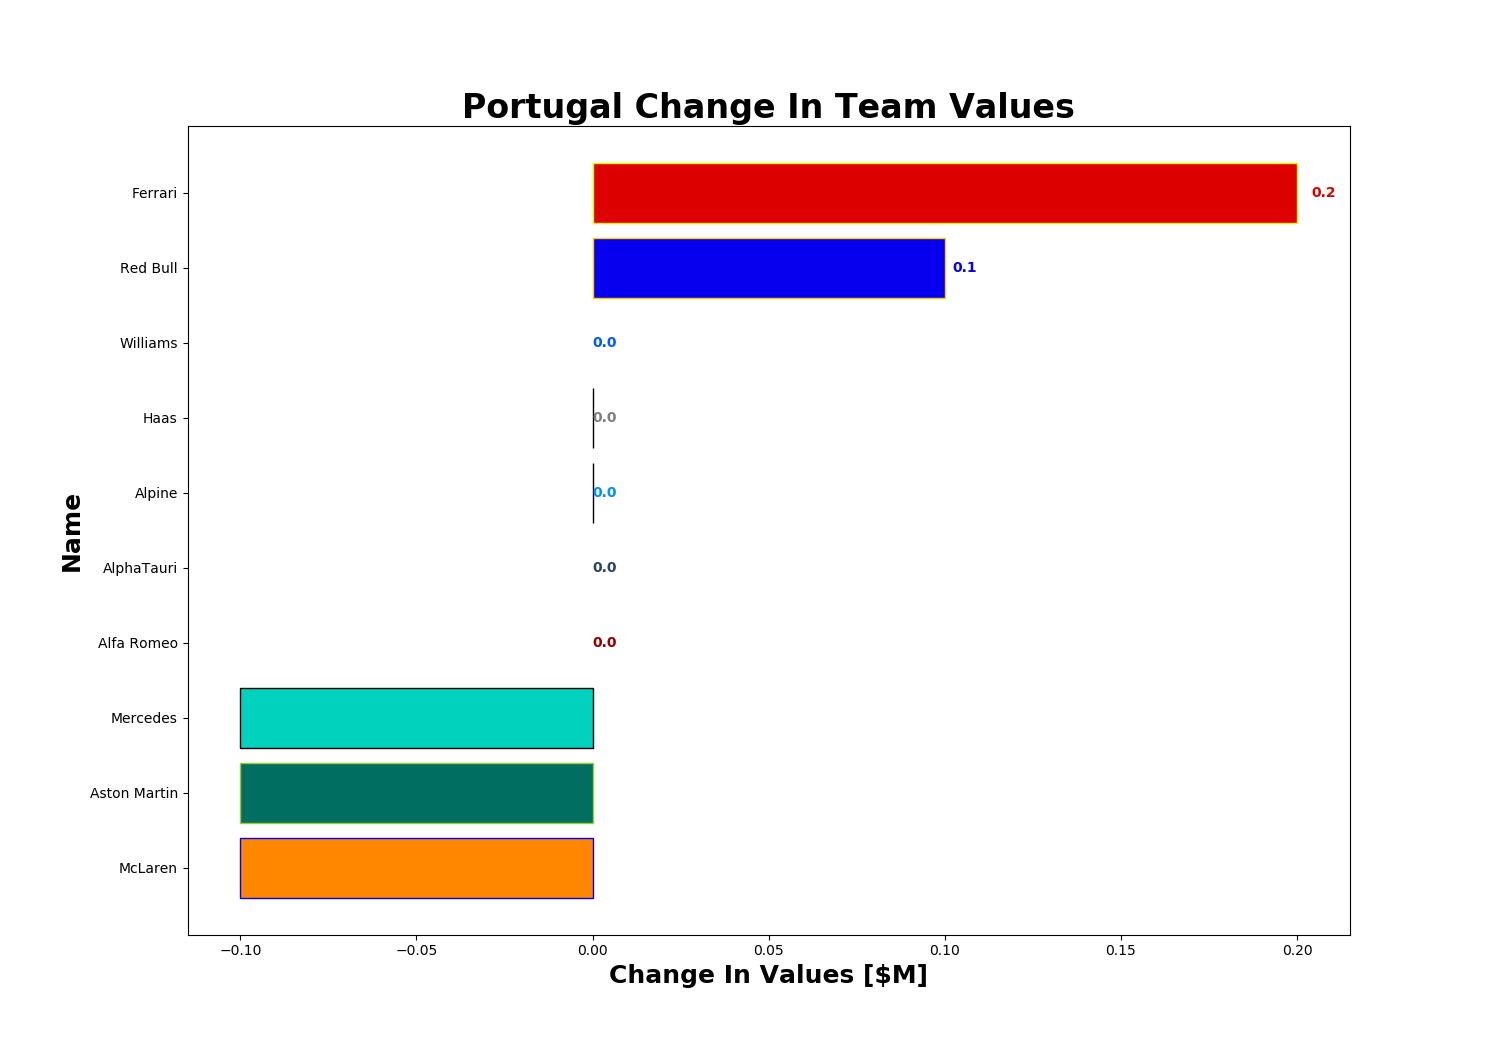 Portugal Change In Team Values
Ferrari
0.2
Red Bull
0.1
Williams
0.0
Haas
0.0
Alpine
0.0
Name
AlphaTauri
0.0
Alfa Romeo
0.0
Mercedes
Aston Martin
McLaren
−0.10 −0.05 0.00 0.05 0.10 0.15 0.20
Change In Values [$M]